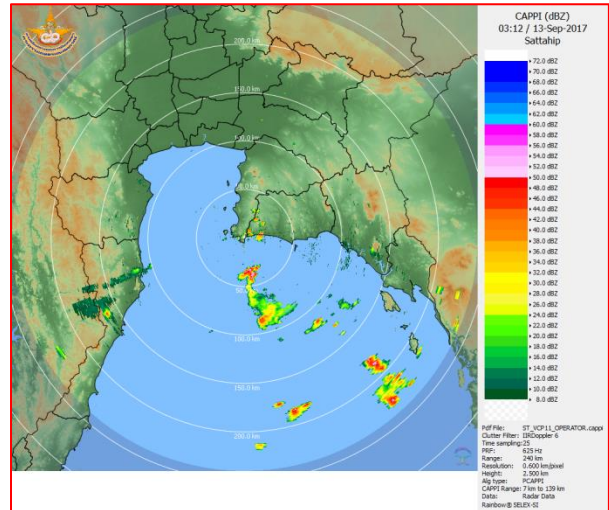 CAPPI (dBZ)
03:12 / 13-Sep-2017
Sattahip
72.0 dBZ
70.0 dBZ
68.0 dBZ
66.0 dBZ
64.0 dBZ
62.0 dBZ
60.0 dBZ
58.0 dBZ
56.0 dBZ
54.0 dBZ
52.0 dBZ
50.0 dBZ
48.0 dBZ
46.0 dBZ
44.0 dBZ
42.0 dBZ
40.0 dBZ
38.0 dBZ
36.0 dBZ
34.0 dBZ
32.0 dBZ
30.0 dBZ
28.0 dBZ
26.0 dBZ
24.0 dBZ
22.0 dBZ
20.0 dBZ
18.0 dBZ
16.0 dBZ
14.0 dBZ
12.0 dBZ
10.0 dBZ
8.0 dBZ
Pdf File: ST_VCP11_OPERATOR.cappi
Clutter Filter: IIRDoppler 6
Time sampling:25
PRF: 625 Hz
Range: 240 km
Resolution: 0.600 km/pixel
Height: 2.500 km
Alg type: PCAPPI
CAPPI Range: 7 km to 139 km
Data: Radar Data
Rainbow® SELEX-SI
200.0 km
150.0 km
100.0 km
50.0 km
50.0 km
100.0 km
150.0 km
200.0 km